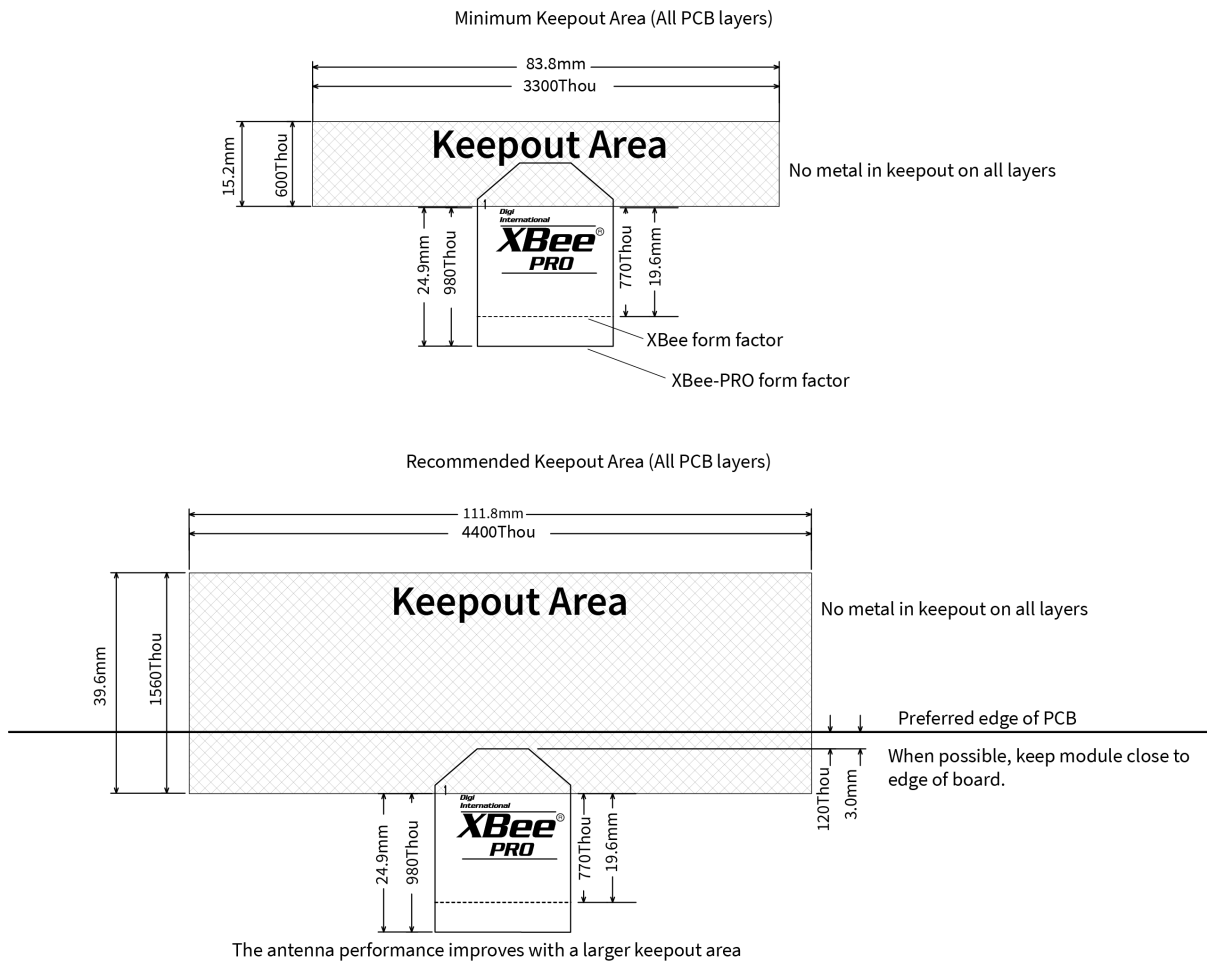 Minimum Keepout Area (All PCB layers)
83.8mm
3300Thou
Keepout Area
15.2mm
600Thou
No metal in keepout on all layers
1
Digi
International
XBee®
PRO
24.9mm
980Thou
770Thou
19.6mm
XBee form factor
XBee-PRO form factor
Recommended Keepout Area (All PCB layers)
111.8mm
4400Thou
Keepout Area
No metal in keepout on all layers
39.6mm
1560Thou
Preferred edge of PCB
When possible, keep module close to
edge of board.
120Thou
3.0mm
1
Digi
International
XBee®
PRO
24.9mm
980Thou
770Thou
19.6mm
The antenna performance improves with a larger keepout area